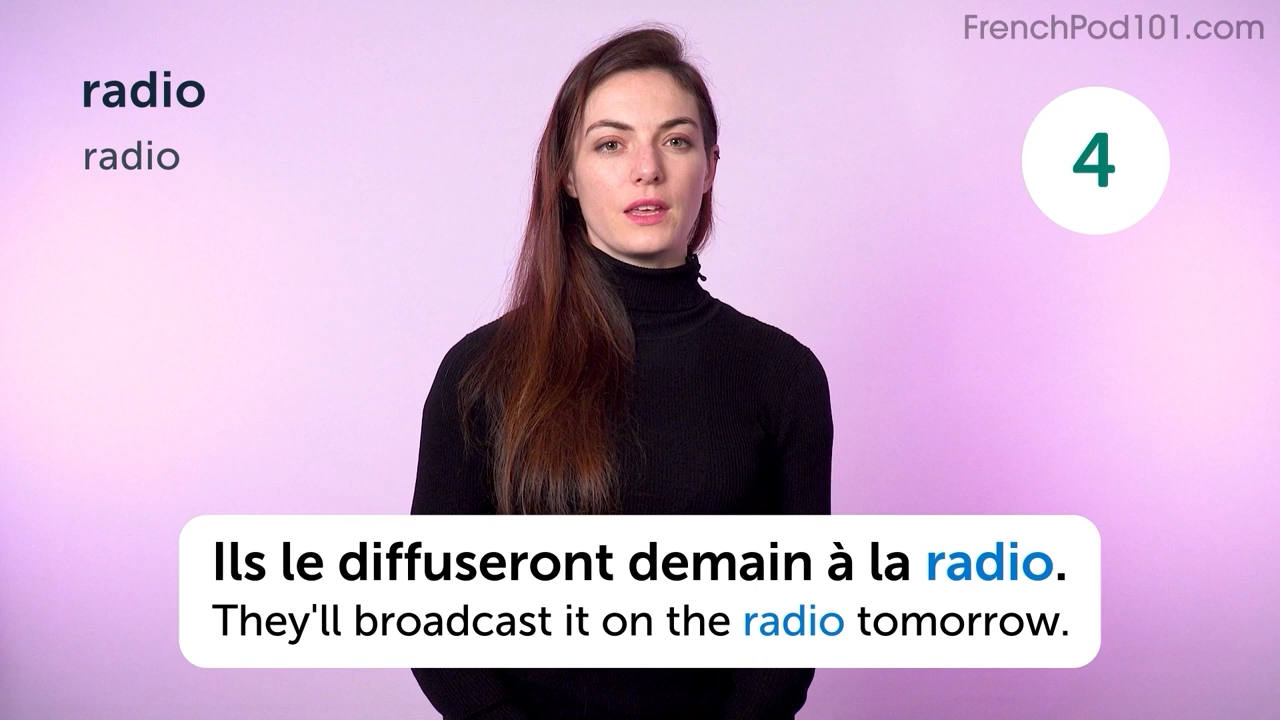 FrenchPod101.com
radio
radio
4
Ils le diffuseront demain à la radio.
They'll broadcast it on the radio tomorrow.